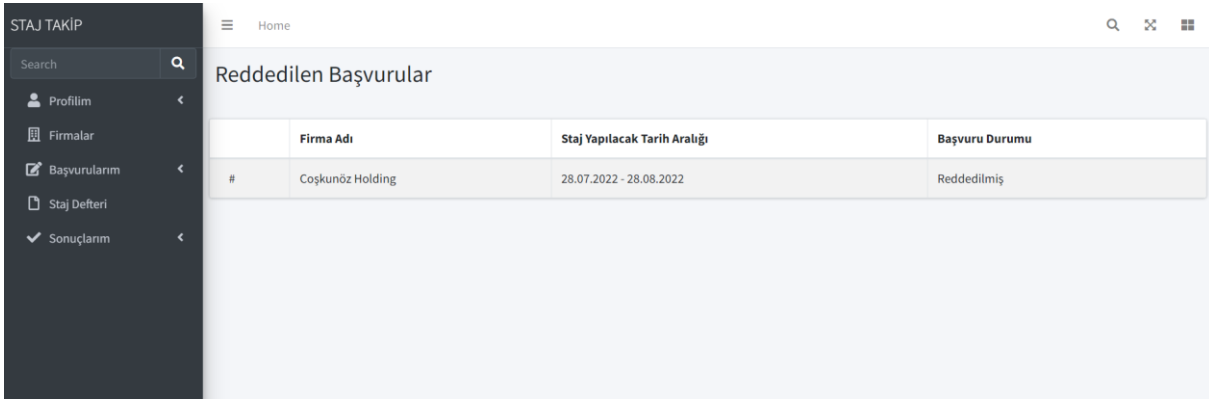 STAJ TAKİP
Home
Search
Profilim
Firmalar
Başvurularım
Staj Defteri
Sonuçlarım
Reddedilen Başvurular
Firma Adı Staj Yapılacak Tarih Aralığı Başvuru Durumu
# Coşkunöz Holding 28.07.2022 - 28.08.2022 Reddedilmiş